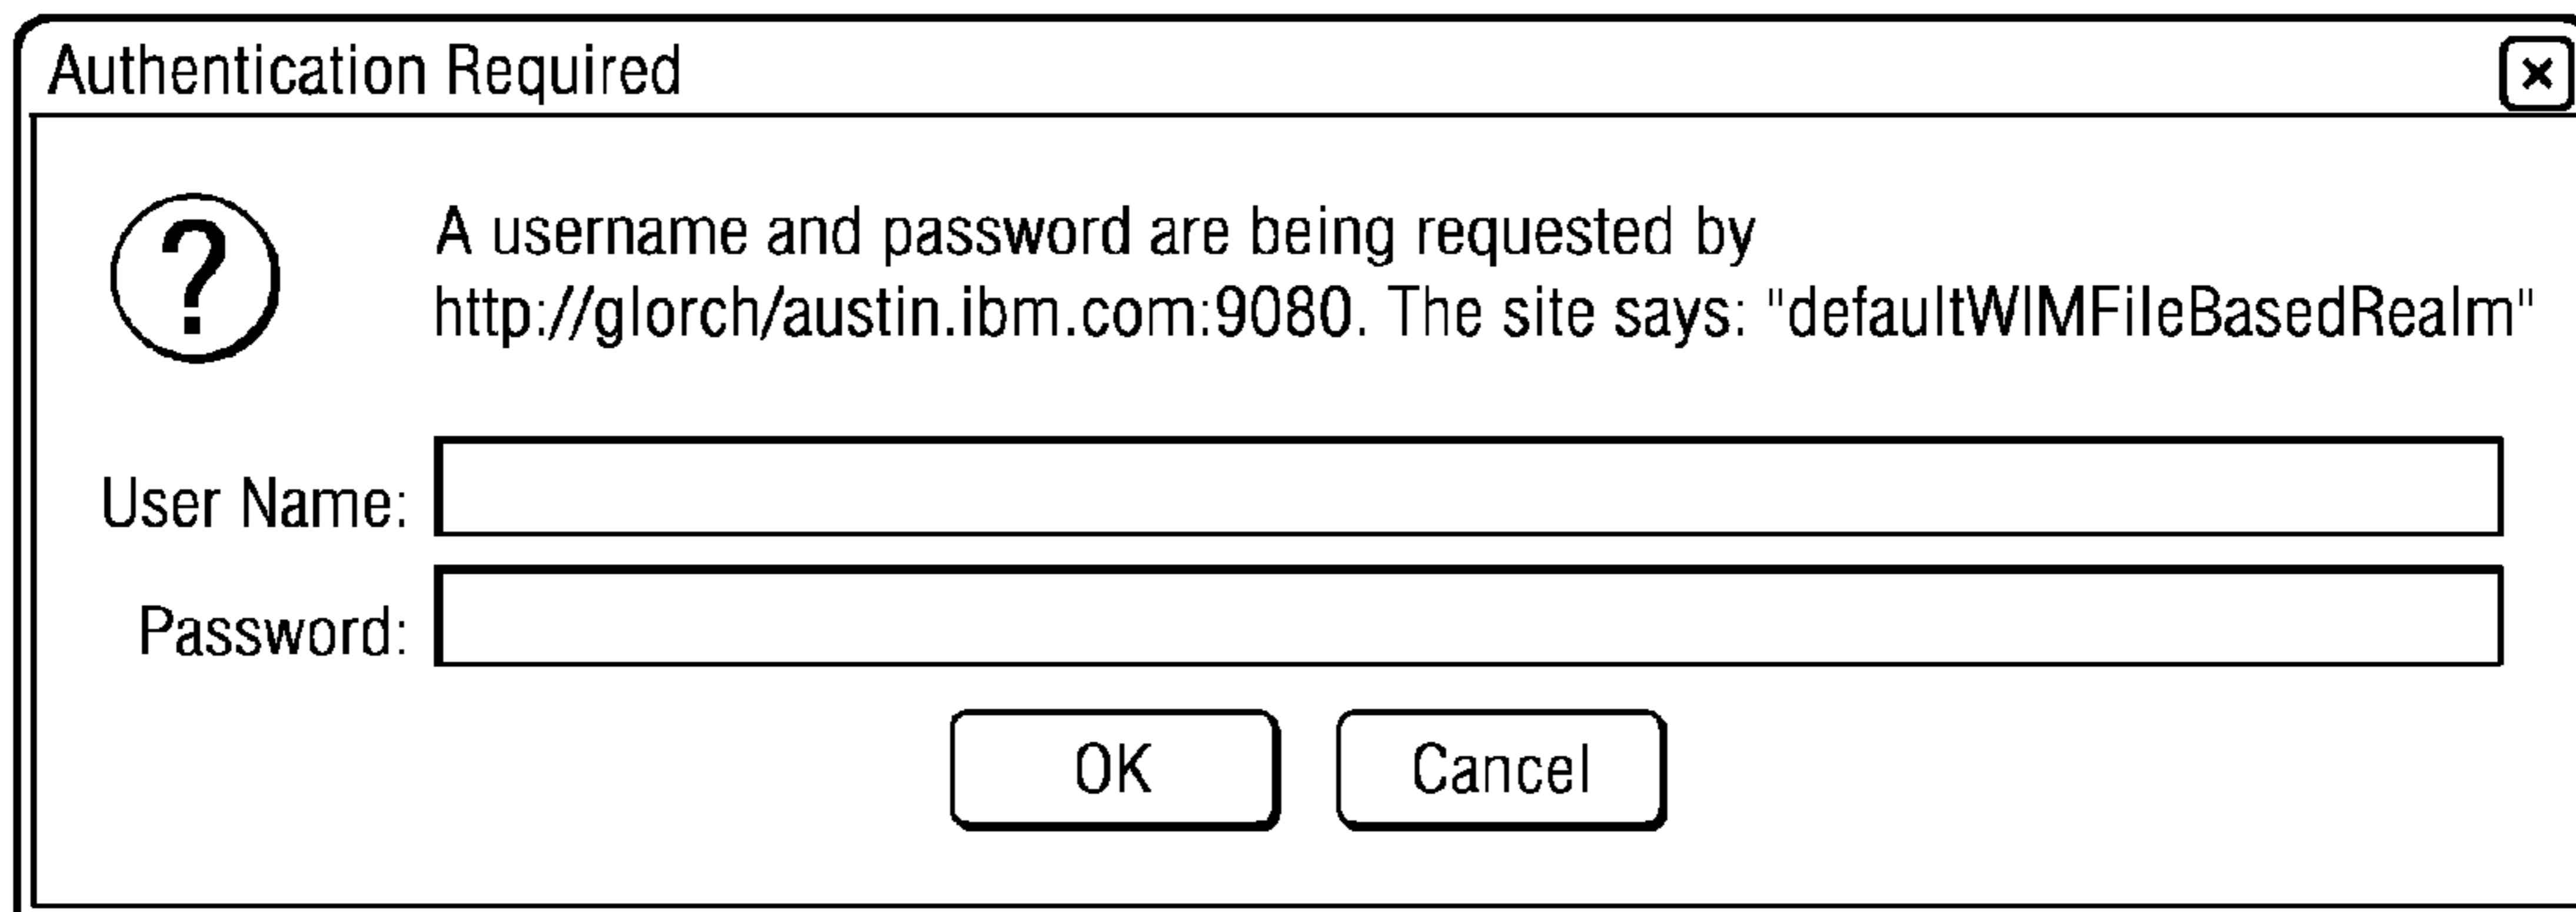 Authentication Required
×
?
A username and password are being requested by
http://glorch/austin.ibm.com:9080. The site says: "defaultWIMFileBasedRealm"
User Name:
Password:
OK Cancel